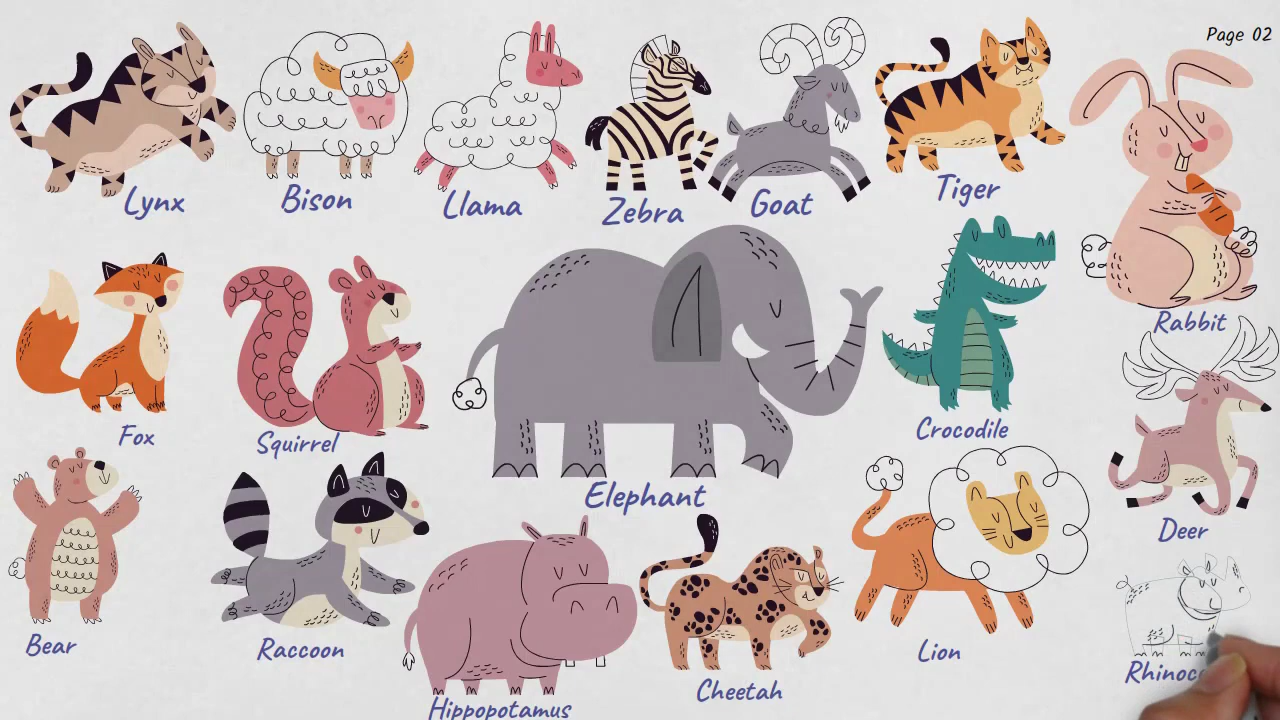 Page 02
Lynx
Bison
Llama
Zebra
Goat
Tiger
Rabbit
Fox
Squirrel
Elephant
Crocodile
Deer
Bear
Raccoon
Hippopotamus
Cheetah
Lion
Rhinoc